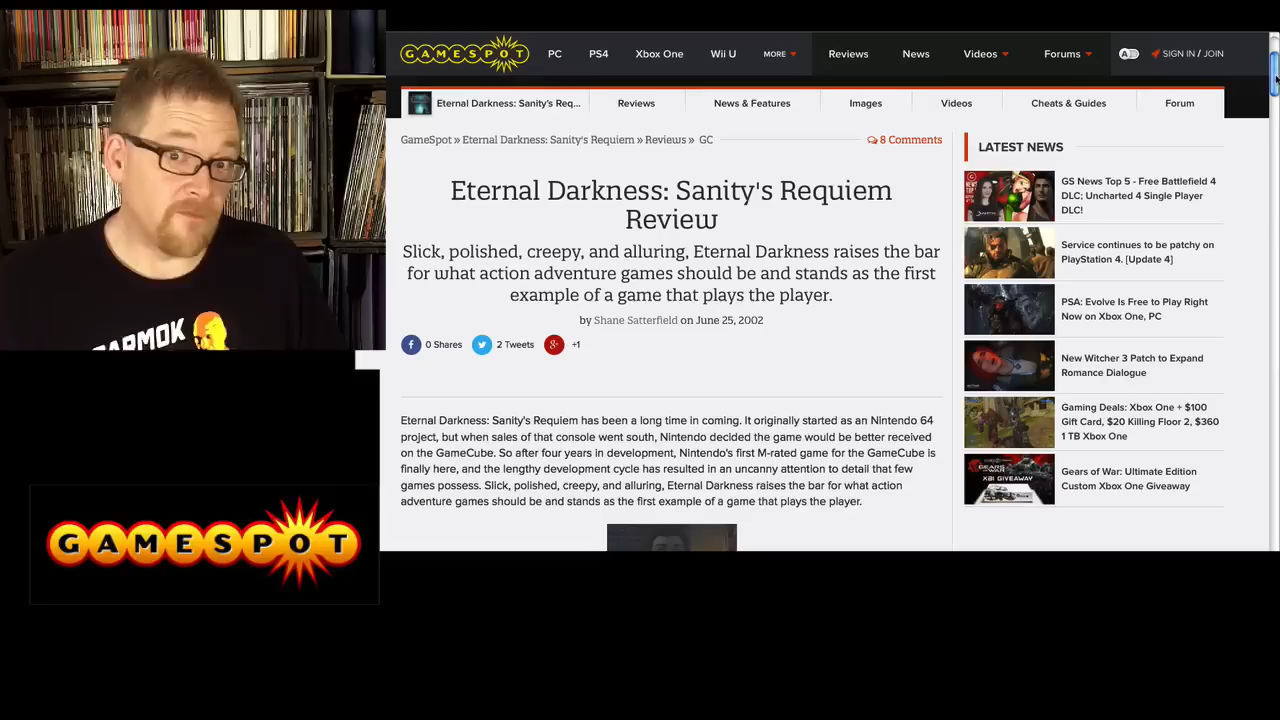 GAMESPOT
PC
PS4
Xbox One
Wii U
MORE
Reviews
News
Videos
Forums
SIGN IN / JOIN
Eternal Darkness: Sanity's Req...
Reviews
News & Features
Images
Videos
Cheats & Guides
Forum
GameSpot » Eternal Darkness: Sanity's Requiem » Reviews » GC
8 Comments
Eternal Darkness: Sanity's Requiem
Review
Slick, polished, creepy, and alluring, Eternal Darkness raises the bar
for what action adventure games should be and stands as the first
example of a game that plays the player.
by Shane Satterfield on June 25, 2002
0 Shares
2 Tweets
+1
Eternal Darkness: Sanity's Requiem has been a long time in coming. It originally started as an Nintendo 64
project, but when sales of that console went south, Nintendo decided the game would be better received
on the GameCube. So after four years in development, Nintendo's first M-rated game for the GameCube is
finally here, and the lengthy development cycle has resulted in an uncanny attention to detail that few
games possess. Slick, polished, creepy, and alluring, Eternal Darkness raises the bar for what action
adventure games should be and stands as the first example of a game that plays the player.
LATEST NEWS
GS News Top 5 - Free Battlefield 4
DLC; Uncharted 4 Single Player
DLC!
Service continues to be patchy on
PlayStation 4. [Update 4]
PSA: Evolve Is Free to Play Right
Now on Xbox One, PC
New Witcher 3 Patch to Expand
Romance Dialogue
Gaming Deals: Xbox One + $100
Gift Card, $20 Killing Floor 2, $360
1 TB Xbox One
XB1 GIVEAWAY
Gears of War: Ultimate Edition
Custom Xbox One Giveaway
DARMOK
GAMESPOT